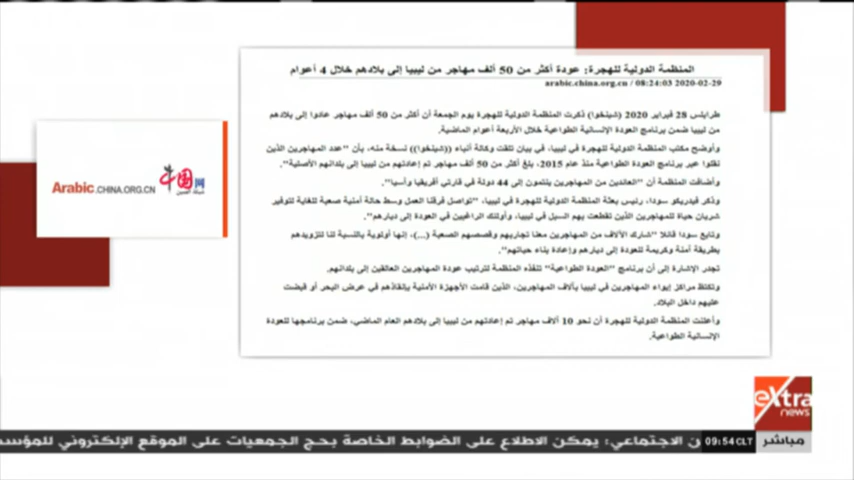 المنظمة الدولية للهجرة: عودة أكثر من 50 ألف مهاجر من ليبيا إلى بلادهم خلال 4 أعوام
arabic.china.org.cn / 08:24:03 2020-02-29
طرابلس 28 فبراير 2020 (شينخوا) ذكرت المنظمة الدولية للهجرة يوم الجمعة أن أكثر من 50 ألف مهاجر عادوا إلى بلادهم
من ليبيا ضمن برنامج العودة الإنسانية الطواعية خلال الأربعة أعوام الماضية.
وأوضح مكتب المنظمة الدولية للهجرة في ليبيا، في بيان تلقت وكالة أنباء ((شينخوا)) نسخة منه، بأن "عدد المهاجرين الذين
نقلوا عبر برنامج العودة الطواعية منذ عام 2015، بلغ أكثر من 50 ألف مهاجر تم إعادتهم من ليبيا إلى بلدانهم الأصلية".
وأضافت المنظمة أن "العائدين من المهاجرين ينتمون إلى 44 دولة في قارتي أفريقيا وآسيا".
وذكر فيدريكو سودا، رئيس بعثة المنظمة الدولية للهجرة في ليبيا، "تواصل فرقنا العمل وسط حالة أمنية صعبة للغاية لتوفير
شريان حياة للمهاجرين الذين تقطعت بهم السبل في ليبيا، وأولئك الراغبين في العودة إلى ديارهم".
وتابع سودا قائلا "شارك الآلاف من المهاجرين معنا تجاربهم وقصصهم الصعبة (...)، إنها أولوية بالنسبة لنا لتزويدهم
بطريقة آمنة وكريمة للعودة إلى ديارهم وإعادة بناء حياتهم".
تجدر الإشارة إلى أن برنامج "العودة الطواعية" تنفذه المنظمة لترتيب عودة المهاجرين العالقين إلى بلدانهم.
وتكتظ مراكز إيواء المهاجرين في ليبيا بآلاف المهاجرين، الذين قامت الأجهزة الأمنية بإنقاذهم في عرض البحر أو قبضت
عليهم داخل البلاد.
وأعلنت المنظمة الدولية للهجرة أن نحو 10 آلاف مهاجر تم إعادتهم من ليبيا إلى بلادهم العام الماضي، ضمن برنامجها للعودة
الإنسانية الطواعية.
Arabic.CHINA.ORG.CN 中国网
شبكة الصين
eXtra
news
مباشر
09:54 CLT
ن الاجتماعي: يمكن الاطلاع على الضوابط الخاصة بحج الجمعيات على الموقع الإلكتروني للمؤسس